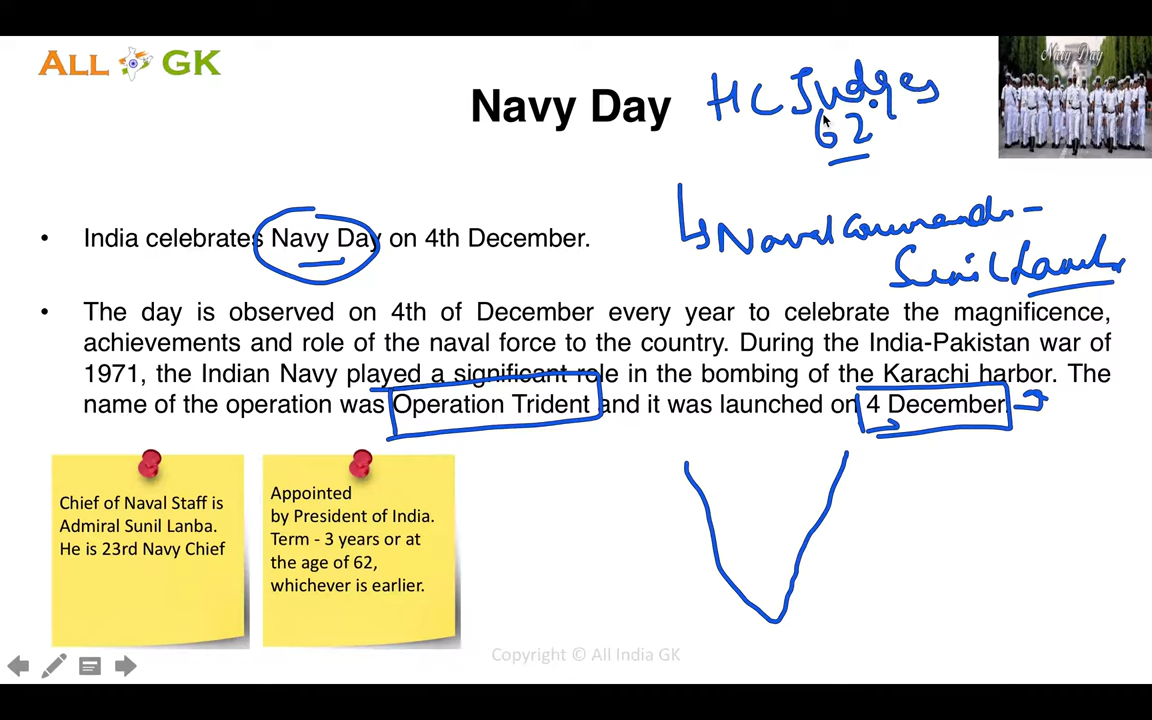 ALL GK
Navy Day
HC Judges
62
Navy Day
India celebrates Navy Day on 4th December.
Naval Commander -
Sunil Lanba
The day is observed on 4th of December every year to celebrate the magnificence,
achievements and role of the naval force to the country. During the India-Pakistan war of
1971, the Indian Navy played a significant role in the bombing of the Karachi harbor. The
name of the operation was Operation Trident and it was launched on 4 December.
Chief of Naval Staff is
Admiral Sunil Lanba.
He is 23rd Navy Chief
Appointed
by President of India.
Term - 3 years or at
the age of 62,
whichever is earlier.
Copyright © All India GK